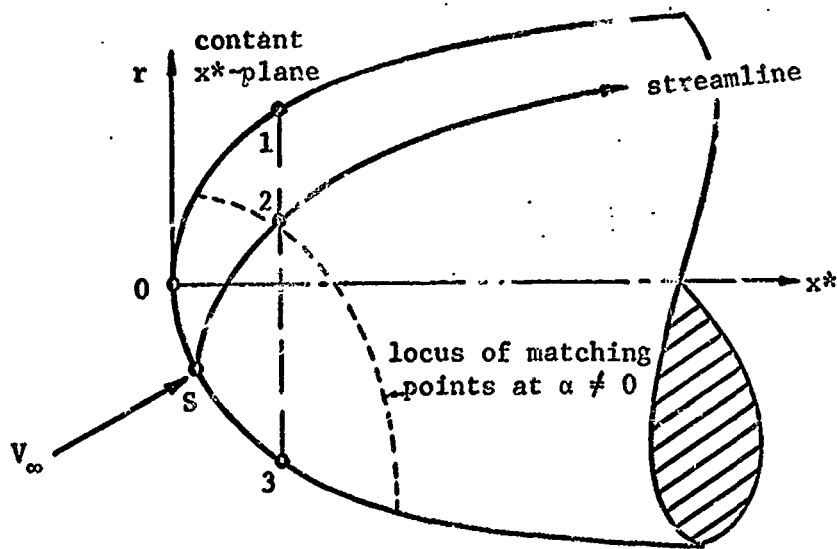 contant
x*-plane
r
1
streamline
2
0
x*
locus of matching
points at α ≠ 0
S
V∞
3